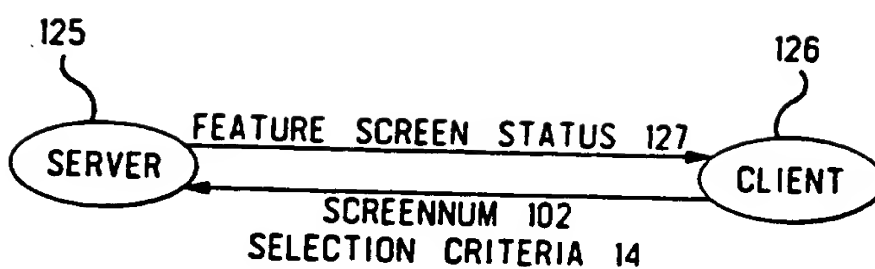 125
126
FEATURE SCREEN STATUS 127
SERVER
CLIENT
SCREENNUM 102
SELECTION CRITERIA 14